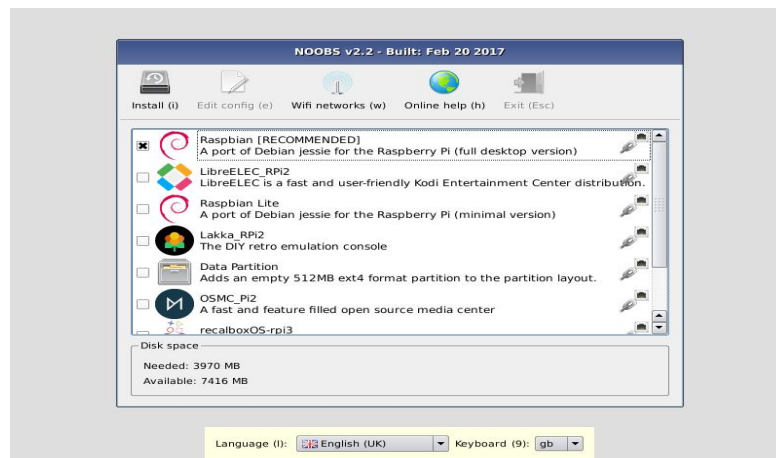 NOOBS v2.2 - Built: Feb 20 2017
Install (i) Edit config (e) Wifi networks (w) Online help (h) Exit (Esc)
Raspbian [RECOMMENDED]
A port of Debian jessie for the Raspberry Pi (full desktop version)
LibreELEC_RPi2
LibreELEC is a fast and user-friendly Kodi Entertainment Center distribution.
Raspbian Lite
A port of Debian jessie for the Raspberry Pi (minimal version)
Lakka_RPi2
The DIY retro emulation console
Data Partition
Adds an empty 512MB ext4 format partition to the partition layout.
OSMC_Pi2
A fast and feature filled open source media center
recalboxOS-rpi3
Disk space
Needed: 3970 MB
Available: 7416 MB
Language (l): English (UK) Keyboard (9): gb